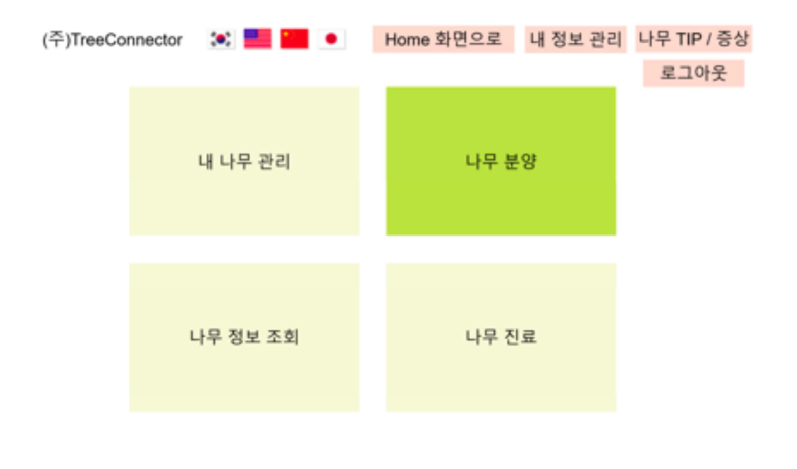 (주)TreeConnector Home 화면으로 내 정보 관리 나무 TIP / 증상
로그아웃
내 나무 관리 나무 분양
나무 정보 조회 나무 진료